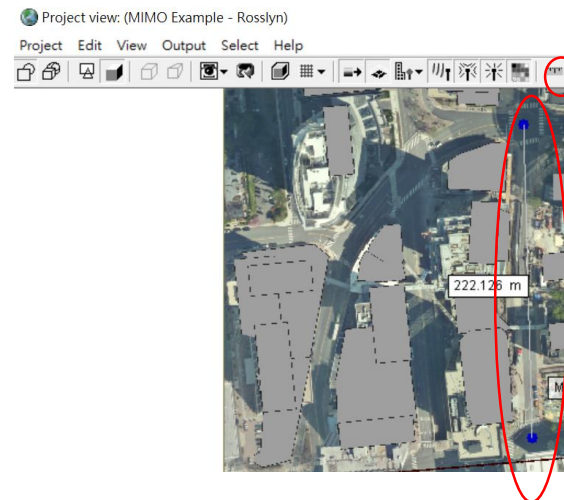 Project view: (MIMO Example - Rosslyn)
Project Edit View Output Select Help
222.126 m
M